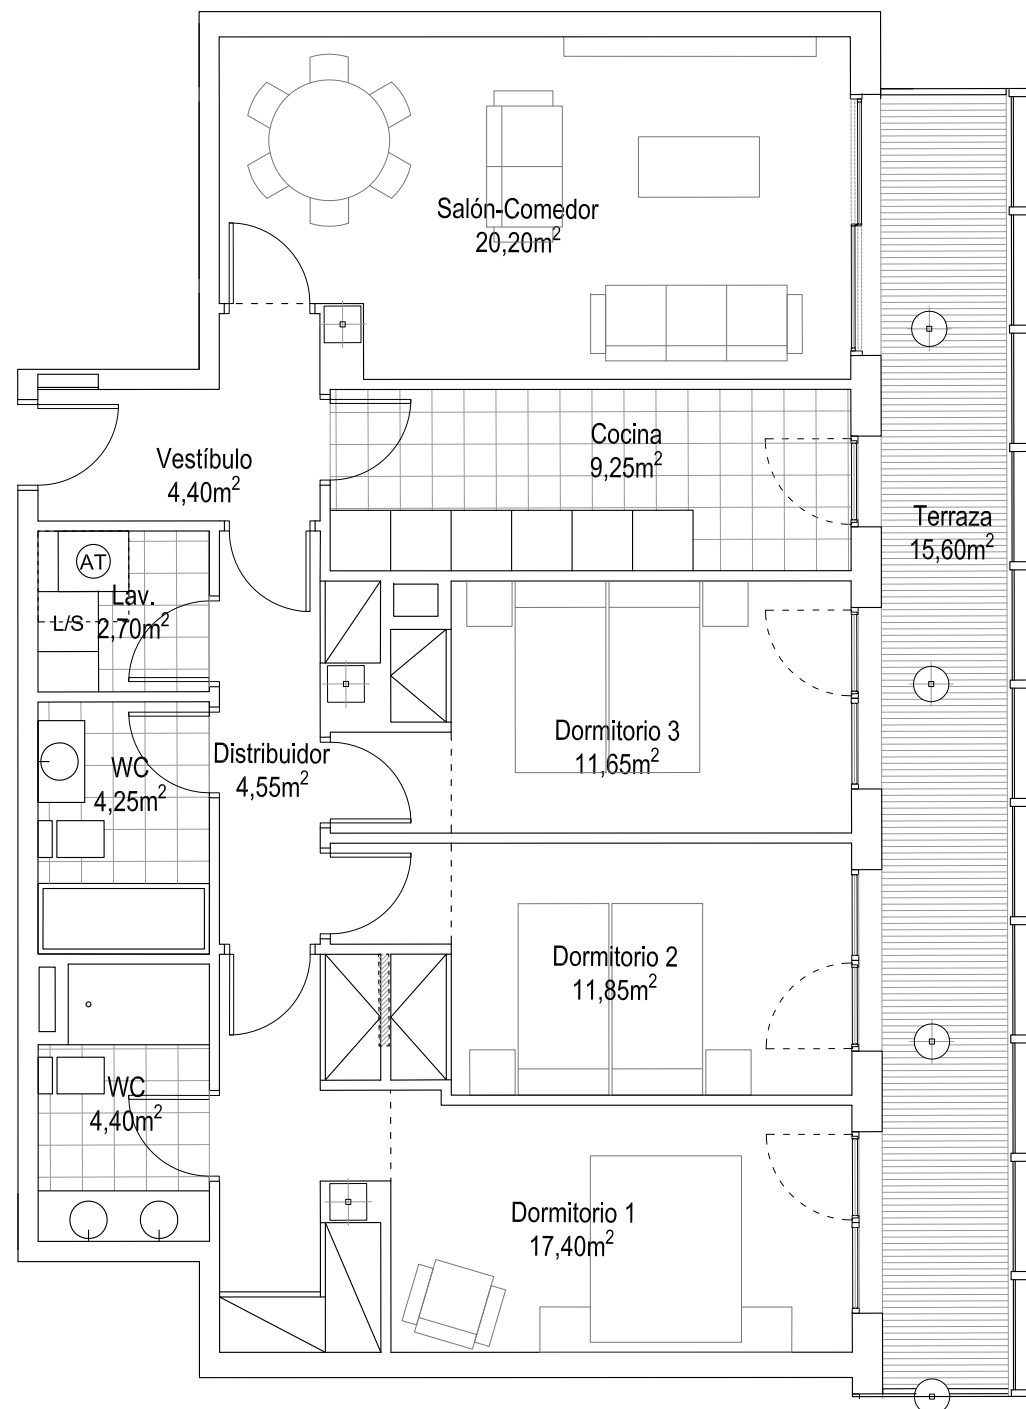 Salón-Comedor
20,20m²
Cocina
9,25m²
Vestíbulo
4,40m²
Terraza
15,60m²
AT
Lav.
L/S
2,70m²
Dormitorio 3
11,65m²
Distribuidor
4,55m²
WC
4,25m²
Dormitorio 2
11,85m²
WC
4,40m²
Dormitorio 1
17,40m²